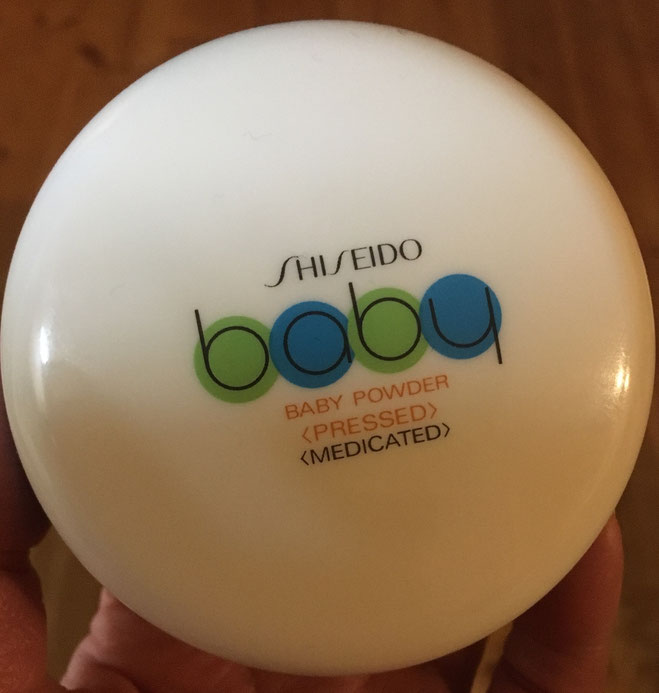 SHISEIDO
baby
BABY POWDER
〈PRESSED〉
〈MEDICATED〉